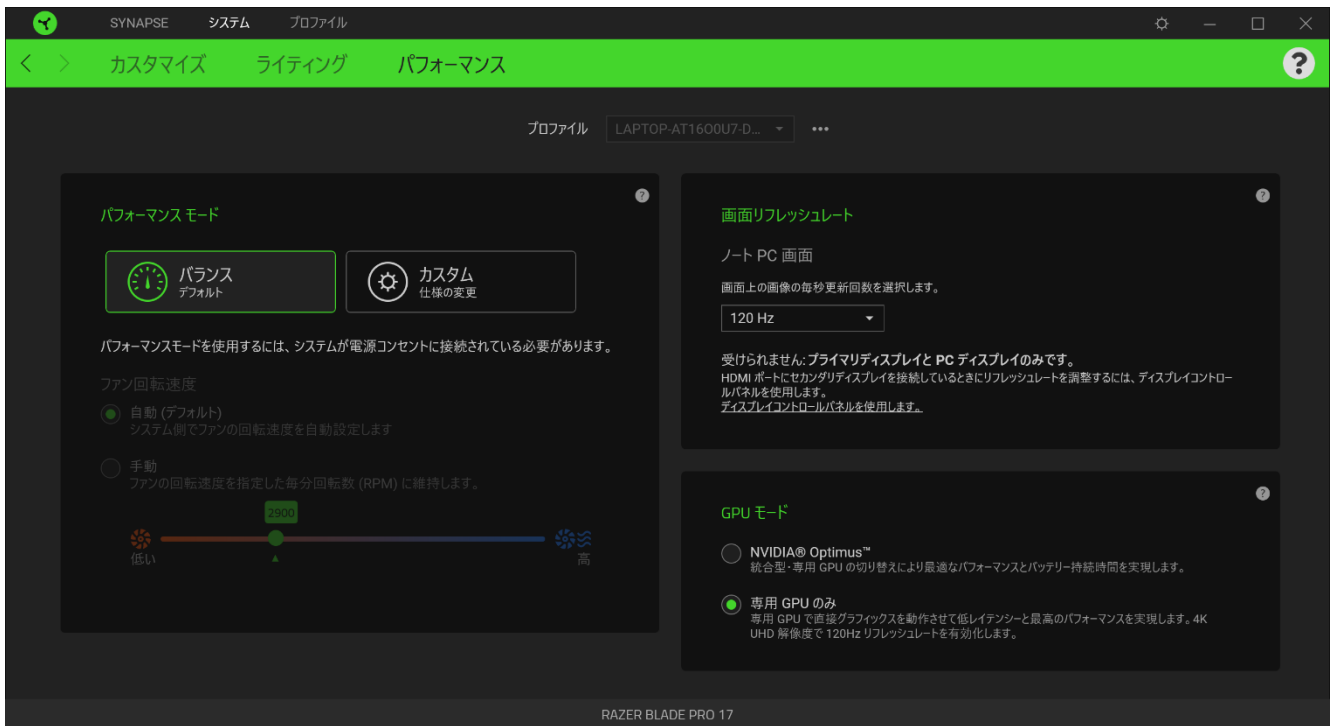 SYNAPSE システム プロファイル
カスタマイズ ライティング パフォーマンス ?
プロファイル LAPTOP-AT16O0U7-D... •••
パフォーマンス モード
バランス
デフォルト
カスタム
仕様の変更
パフォーマンスモードを使用するには、システムが電源コンセントに接続されている必要があります。
ファン回転速度
自動 (デフォルト)
システム側でファンの回転速度を自動設定します
手動
ファンの回転速度を指定した毎分回転数 (RPM) に維持します。
2900
低い 高
画面リフレッシュレート
ノート PC 画面
画面上の画像の毎秒更新回数を選択します。
120 Hz
受けられません: プライマリディスプレイと PC ディスプレイのみです。
HDMI ポートにセカンダリディスプレイを接続しているときにリフレッシュレートを調整するには、ディスプレイコントロー
ルパネルを使用します。
ディスプレイコントロールパネルを使用します。
GPU モード
NVIDIA® Optimus™
統合型・専用 GPU の切り替えにより最適なパフォーマンスとバッテリー持続時間を実現します。
専用 GPU のみ
専用 GPU で直接グラフィックスを動作させて低レイテンシーと最高のパフォーマンスを実現します。4K
UHD 解像度で 120Hz リフレッシュレートを有効化します。
RAZER BLADE PRO 17